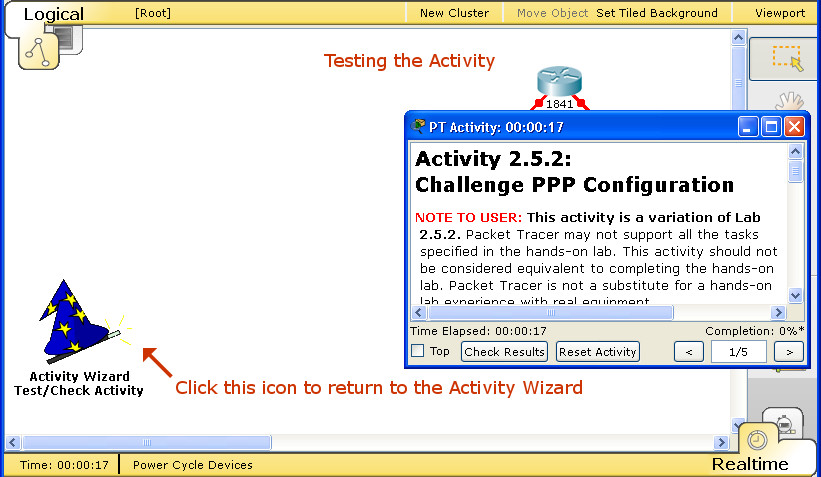 Logical
[Root]
New Cluster
Move Object
Set Tiled Background
Viewport
Testing the Activity
1841
PT Activity: 00:00:17
Activity 2.5.2:
Challenge PPP Configuration
NOTE TO USER: This activity is a variation of Lab
2.5.2. Packet Tracer may not support all the tasks
specified in the hands-on lab. This activity should not
be considered equivalent to completing the hands-on
lab. Packet Tracer is not a substitute for a hands-on
lab experience with real equipment.
Time Elapsed: 00:00:17
Completion: 0%*
Top
Check Results
Reset Activity
<
1/5
>
Activity Wizard
Test/Check Activity
Click this icon to return to the Activity Wizard
Time: 00:00:17
Power Cycle Devices
Realtime